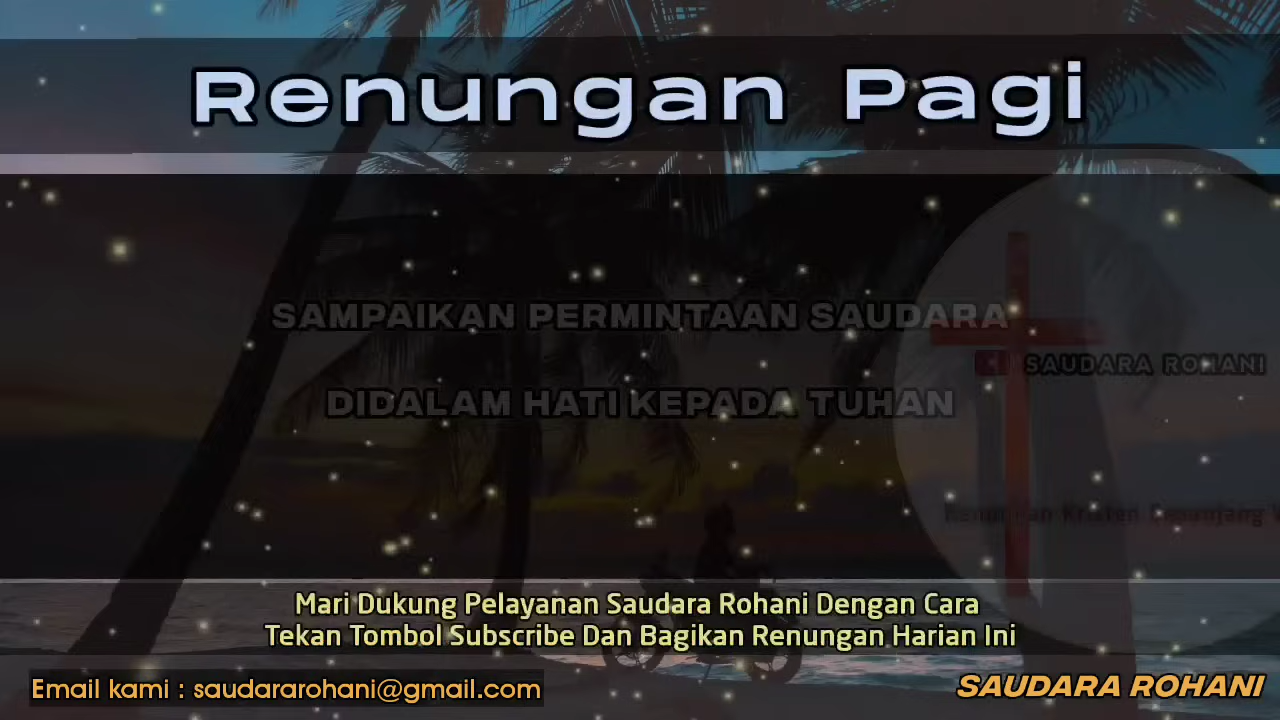 Renungan Pagi
SAMPAIKAN PERMINTAAN SAUDARA
SAUDARA ROHANI
DIDALAM HATI KEPADA TUHAN
Kristen
Mari Dukung Pelayanan Saudara Rohani Dengan Cara
Tekan Tombol Subscribe Dan Bagikan Renungan Harian Ini
Email kami : saudararohani@gmail.com
SAUDARA ROHANI